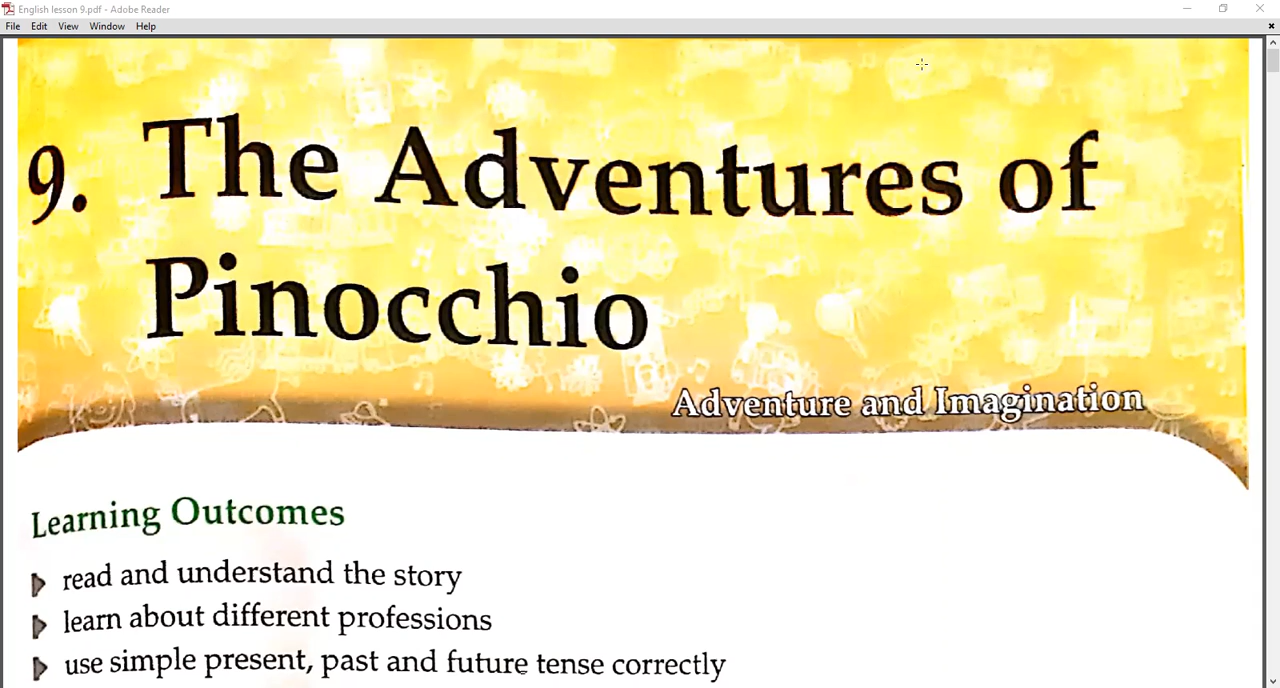 English lesson 9.pdf - Adobe Reader
File Edit View Window Help
9. The Adventures of
Pinocchio
Adventure and Imagination
Learning Outcomes
read and understand the story
learn about different professions
use simple present, past and future tense correctly